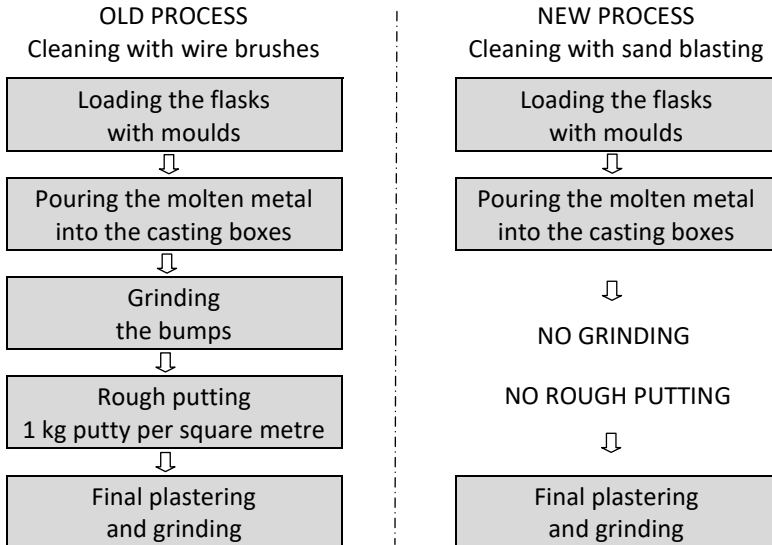 OLD PROCESS
Cleaning with wire brushes
Loading the flasks
with moulds
Pouring the molten metal
into the casting boxes
Grinding
the bumps
Rough putting
1 kg putty per square metre
Final plastering
and grinding
NEW PROCESS
Cleaning with sand blasting
Loading the flasks
with moulds
Pouring the molten metal
into the casting boxes
NO GRINDING
NO ROUGH PUTTING
Final plastering
and grinding